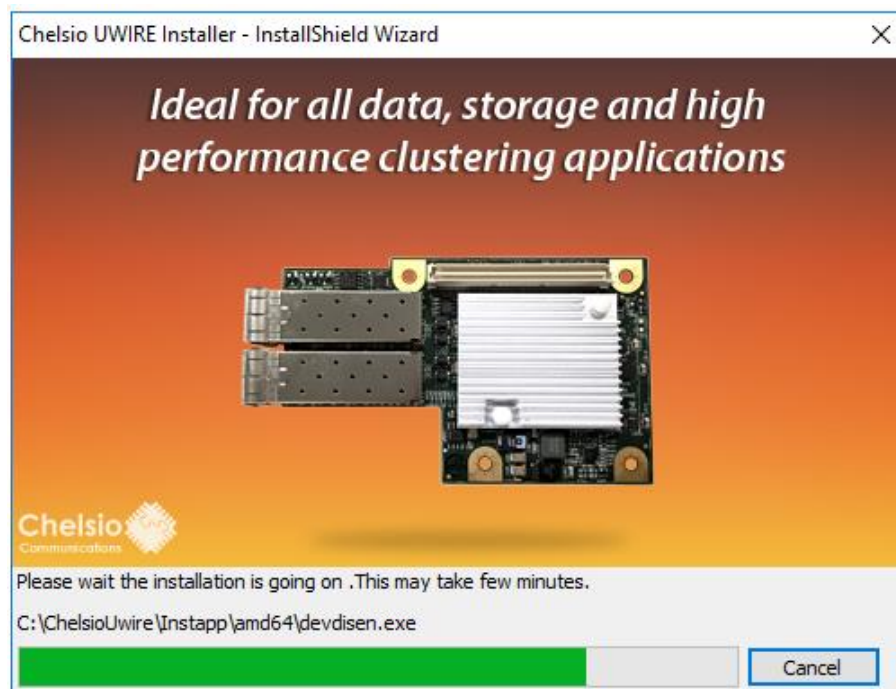 Chelsio UWIRE Installer - InstallShield Wizard
Ideal for all data, storage and high
performance clustering applications
Chelsio
Communications
Please wait the installation is going on .This may take few minutes.
C:\ChelsioUwire\Instapp\amd64\devdisen.exe
Cancel